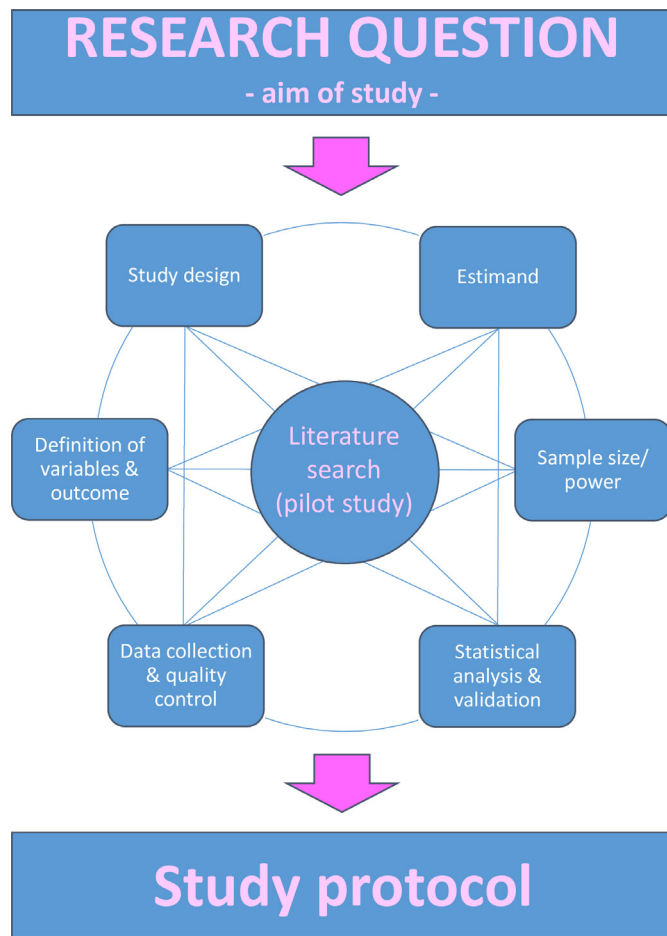 RESEARCH QUESTION
- aim of study -
Study design
Estimand
Definition of
variables &
outcome
Literature
search
(pilot study)
Sample size/
power
Data collection
& quality
control
Statistical
analysis &
validation
Study protocol